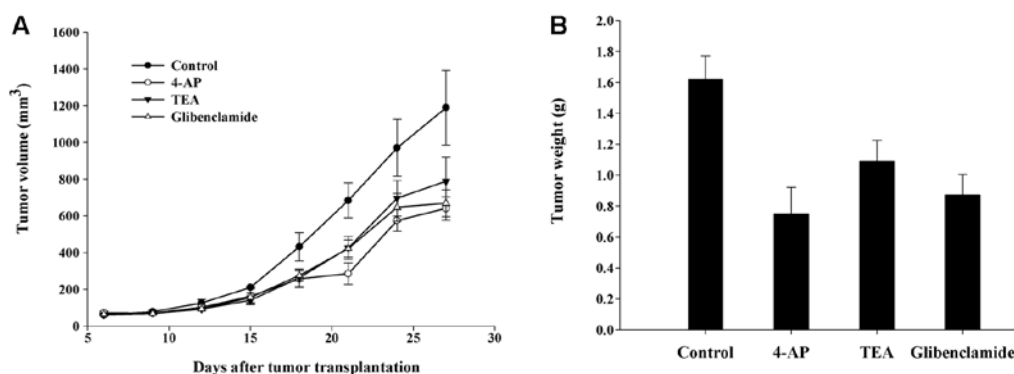 A
Tumor volume (mm3)
1600
1400
1200
1000
800
600
400
200
0
Control
4-AP
TEA
Glibenclamide
5
10
15
20
25
30
Days after tumor transplantation
B
Tumor weight (g)
2.0
1.8
1.6
1.4
1.2
1.0
0.8
0.6
0.4
0.2
0.0
Control
4-AP
TEA
Glibenclamide